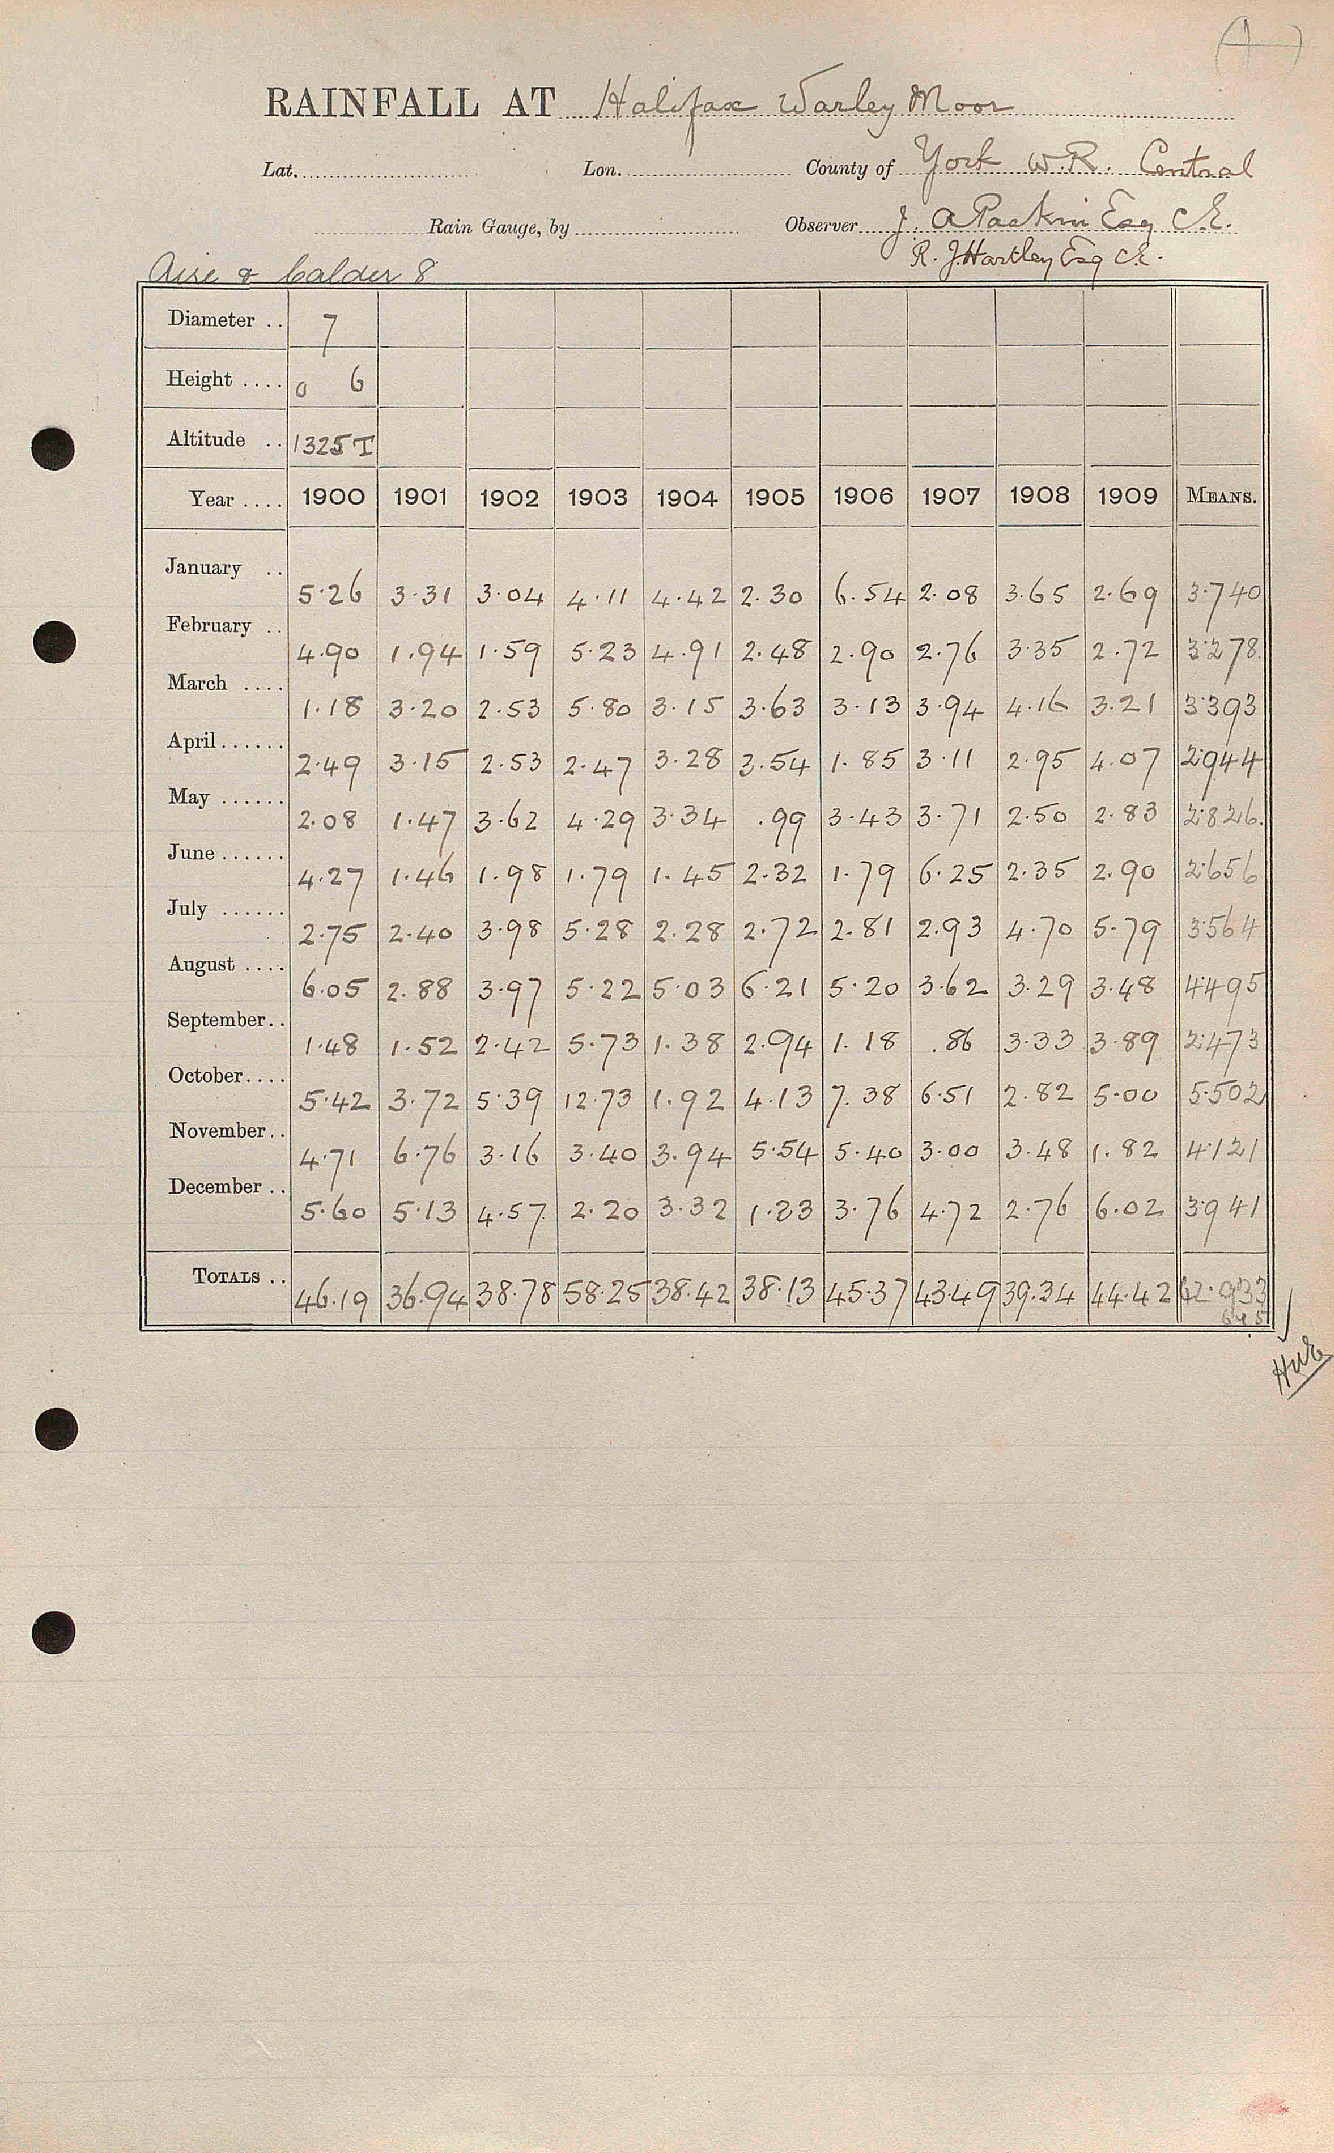 (1)
RAINFALL AT Halifax Warley Moor
Lat. Lon. County of York W.R. Central
Rain Gauge, by Observer J. A Paskin Esq C.E.
R. J. Hartley Esq C.E.
Aire & Calder 8
Diameter .. 7
Height .... 0 6
Altitude .. 1325 T
Year .... 1900 1901 1902 1903 1904 1905 1906 1907 1908 1909 MEANS.
January .. 5.26 3.31 3.04 4.11 4.42 2.30 6.54 2.08 3.65 2.69 3.740
February .. 4.90 1.94 1.59 5.23 4.91 2.48 2.90 2.76 3.35 2.72 3.278
March .... 1.18 3.20 2.53 5.80 3.15 3.63 3.13 3.94 4.16 3.21 3.393
April ...... 2.49 3.15 2.53 2.47 3.28 3.54 1.85 3.11 2.95 4.07 2.944
May ...... 2.08 1.47 3.62 4.29 3.34 .99 3.43 3.71 2.50 2.83 2.826
June ...... 4.27 1.46 1.98 1.79 1.45 2.32 1.79 6.25 2.35 2.90 2.656
July ...... 2.75 2.40 3.98 5.28 2.28 2.72 2.81 2.93 4.70 5.79 3.564
August .... 6.05 2.88 3.97 5.22 5.03 6.21 5.20 3.62 3.29 3.48 4.495
September.. 1.48 1.52 2.42 5.73 1.38 2.94 1.18 .86 3.33 3.89 2.473
October.... 5.42 3.72 5.39 12.73 1.92 4.13 7.38 6.51 2.82 5.00 5.502
November.. 4.71 6.76 3.16 3.40 3.94 5.54 5.40 3.00 3.48 1.82 4.121
December .. 5.60 5.13 4.57 2.20 3.32 1.33 3.76 4.72 2.76 6.02 3.941
TOTALS .. 46.19 36.94 38.78 58.25 38.42 38.13 45.37 43.49 39.34 44.42 42.933